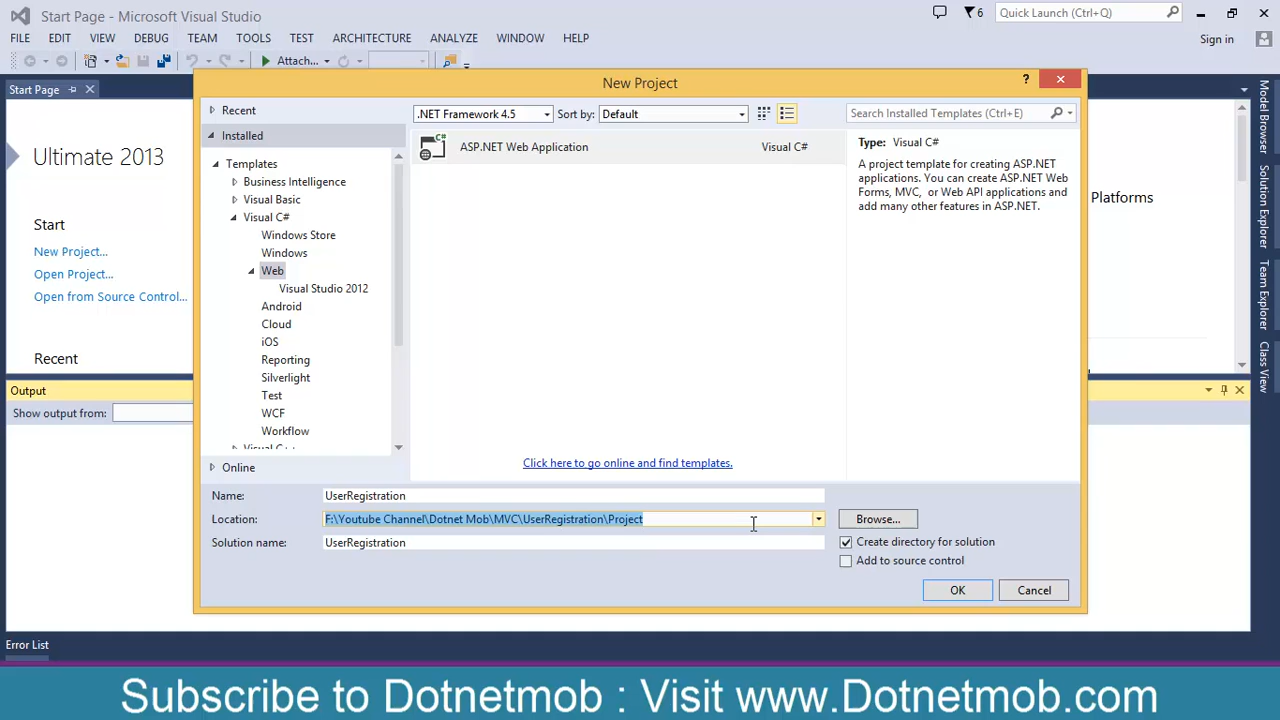 Start Page - Microsoft Visual Studio
6
Quick Launch (Ctrl+Q)
FILE EDIT VIEW DEBUG TEAM TOOLS TEST ARCHITECTURE ANALYZE WINDOW HELP
Sign in
Attach...
Start Page
New Project
?
Recent
.NET Framework 4.5
Sort by: Default
Search Installed Templates (Ctrl+E)
Installed
Templates
Business Intelligence
Visual Basic
Visual C#
Windows Store
Windows
Web
Visual Studio 2012
Android
Cloud
iOS
Reporting
Silverlight
Test
WCF
Workflow
Visual C++
Online
C#
ASP.NET Web Application
Visual C#
Type: Visual C#
A project template for creating ASP.NET
applications. You can create ASP.NET Web
Forms, MVC, or Web API applications and
add many other features in ASP.NET.
Click here to go online and find templates.
Name: UserRegistration
Location: F:\Youtube Channel\Dotnet Mob\MVC\UserRegistration\Project
Browse...
Solution name: UserRegistration
Create directory for solution
Add to source control
OK
Cancel
Ultimate 2013
Start
New Project...
Open Project...
Open from Source Control...
Recent
Platforms
Model Browser
Solution Explorer
Team Explorer
Class View
Output
Show output from:
Error List
Subscribe to Dotnetmob : Visit www.Dotnetmob.com